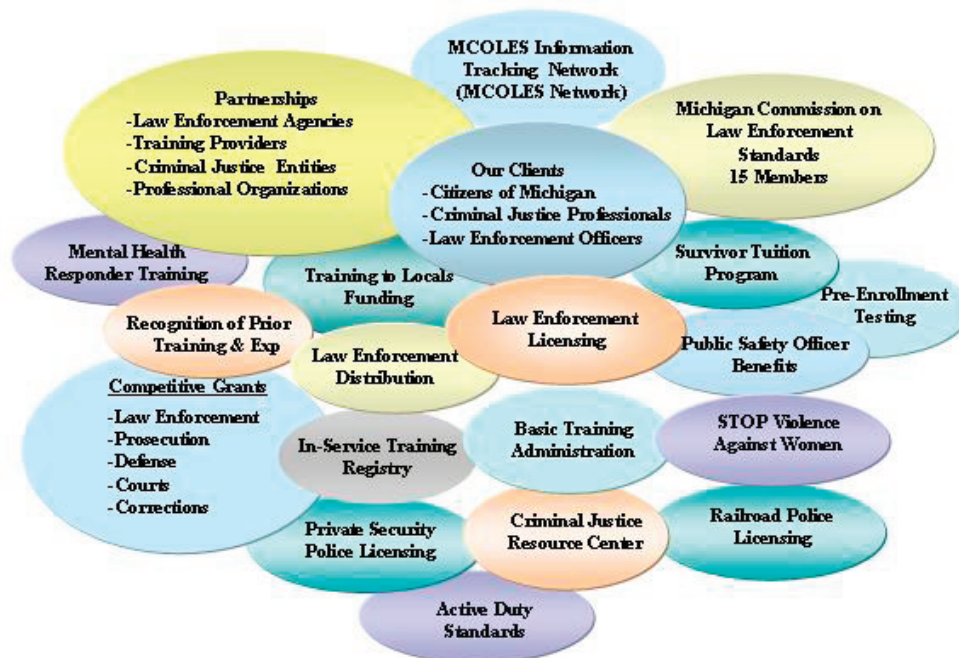 MCOLES Information
Tracking Network
(MCOLES Network)
Partnerships
-Law Enforcement Agencies
-Training Providers
-Criminal Justice Entities
-Professional Organizations
Michigan Commission on
Law Enforcement
Standards
15 Members
Our Clients
-Citizens of Michigan
-Criminal Justice Professionals
-Law Enforcement Officers
Mental Health
Responder Training
Training to Locals
Funding
Survivor Tuition
Program
Pre-Enrollment
Testing
Recognition of Prior
Training & Exp
Law Enforcement
Distribution
Law Enforcement
Licensing
Public Safety Officer
Benefits
Competitive Grants
-Law Enforcement
-Prosecution
-Defense
-Courts
-Corrections
In-Service Training
Registry
Basic Training
Administration
STOP Violence
Against Women
Private Security
Police Licensing
Criminal Justice
Resource Center
Railroad Police
Licensing
Active Duty
Standards